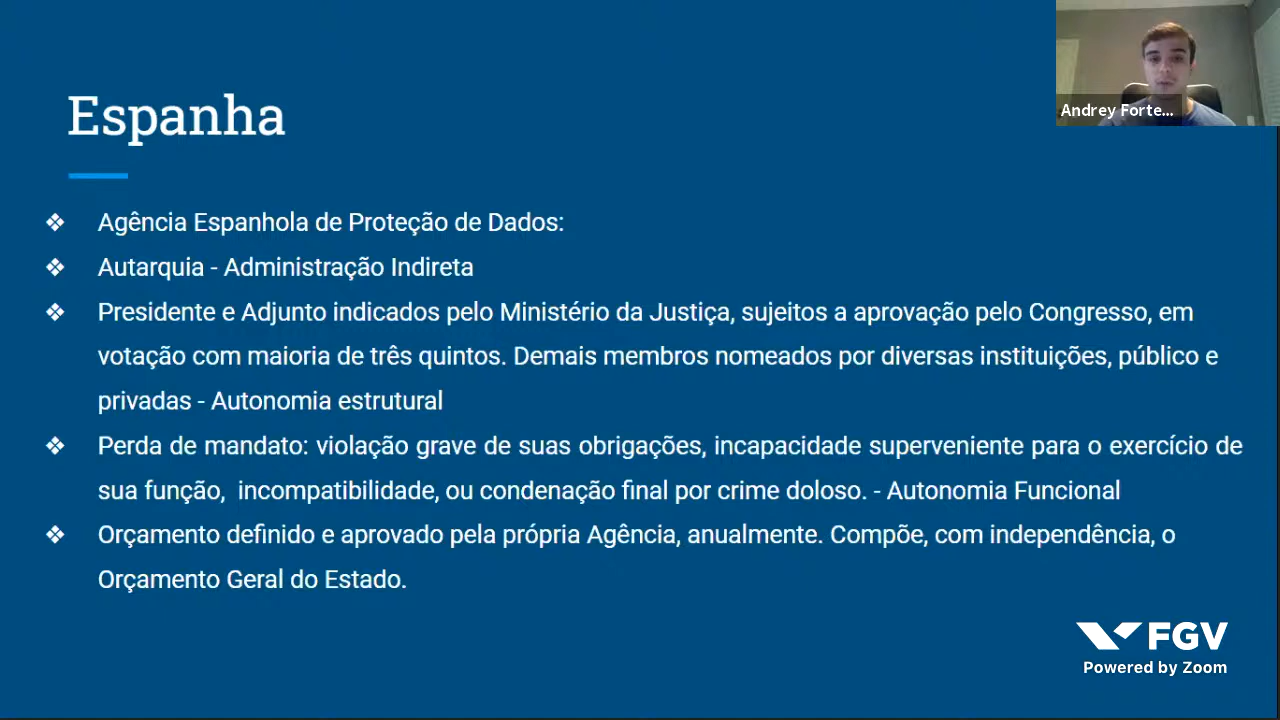 Andrey Forte...
Espanha
❖ Agência Espanhola de Proteção de Dados:
❖ Autarquia - Administração Indireta
❖ Presidente e Adjunto indicados pelo Ministério da Justiça, sujeitos a aprovação pelo Congresso, em
votação com maioria de três quintos. Demais membros nomeados por diversas instituições, público e
privadas - Autonomia estrutural
❖ Perda de mandato: violação grave de suas obrigações, incapacidade superveniente para o exercício de
sua função,  incompatibilidade, ou condenação final por crime doloso. - Autonomia Funcional
❖ Orçamento definido e aprovado pela própria Agência, anualmente. Compõe, com independência, o
Orçamento Geral do Estado.
FGV
Powered by Zoom